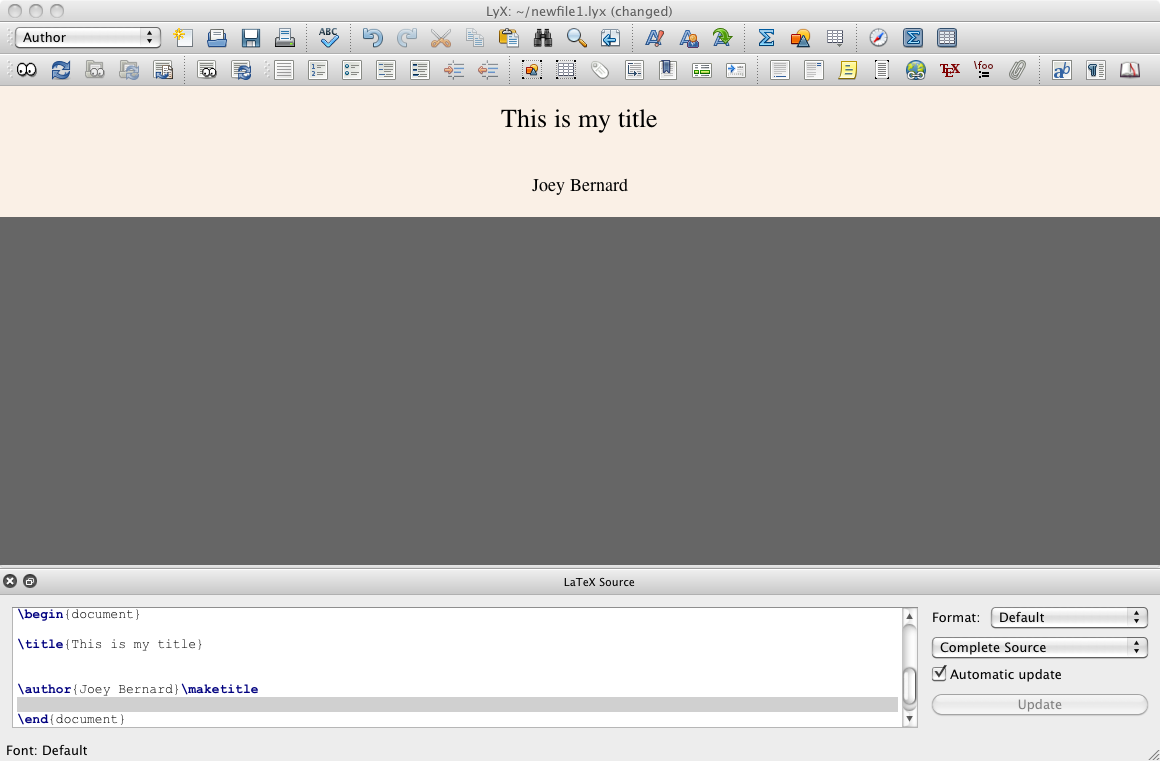 LyX: ~/newfile1.lyx (changed)
Author
ABC
TEX
\foo
ab
This is my title
Joey Bernard
LaTeX Source
\begin{document}
\title{This is my title}
\author{Joey Bernard}\maketitle
\end{document}
Format: Default
Complete Source
Automatic update
Update
Font: Default